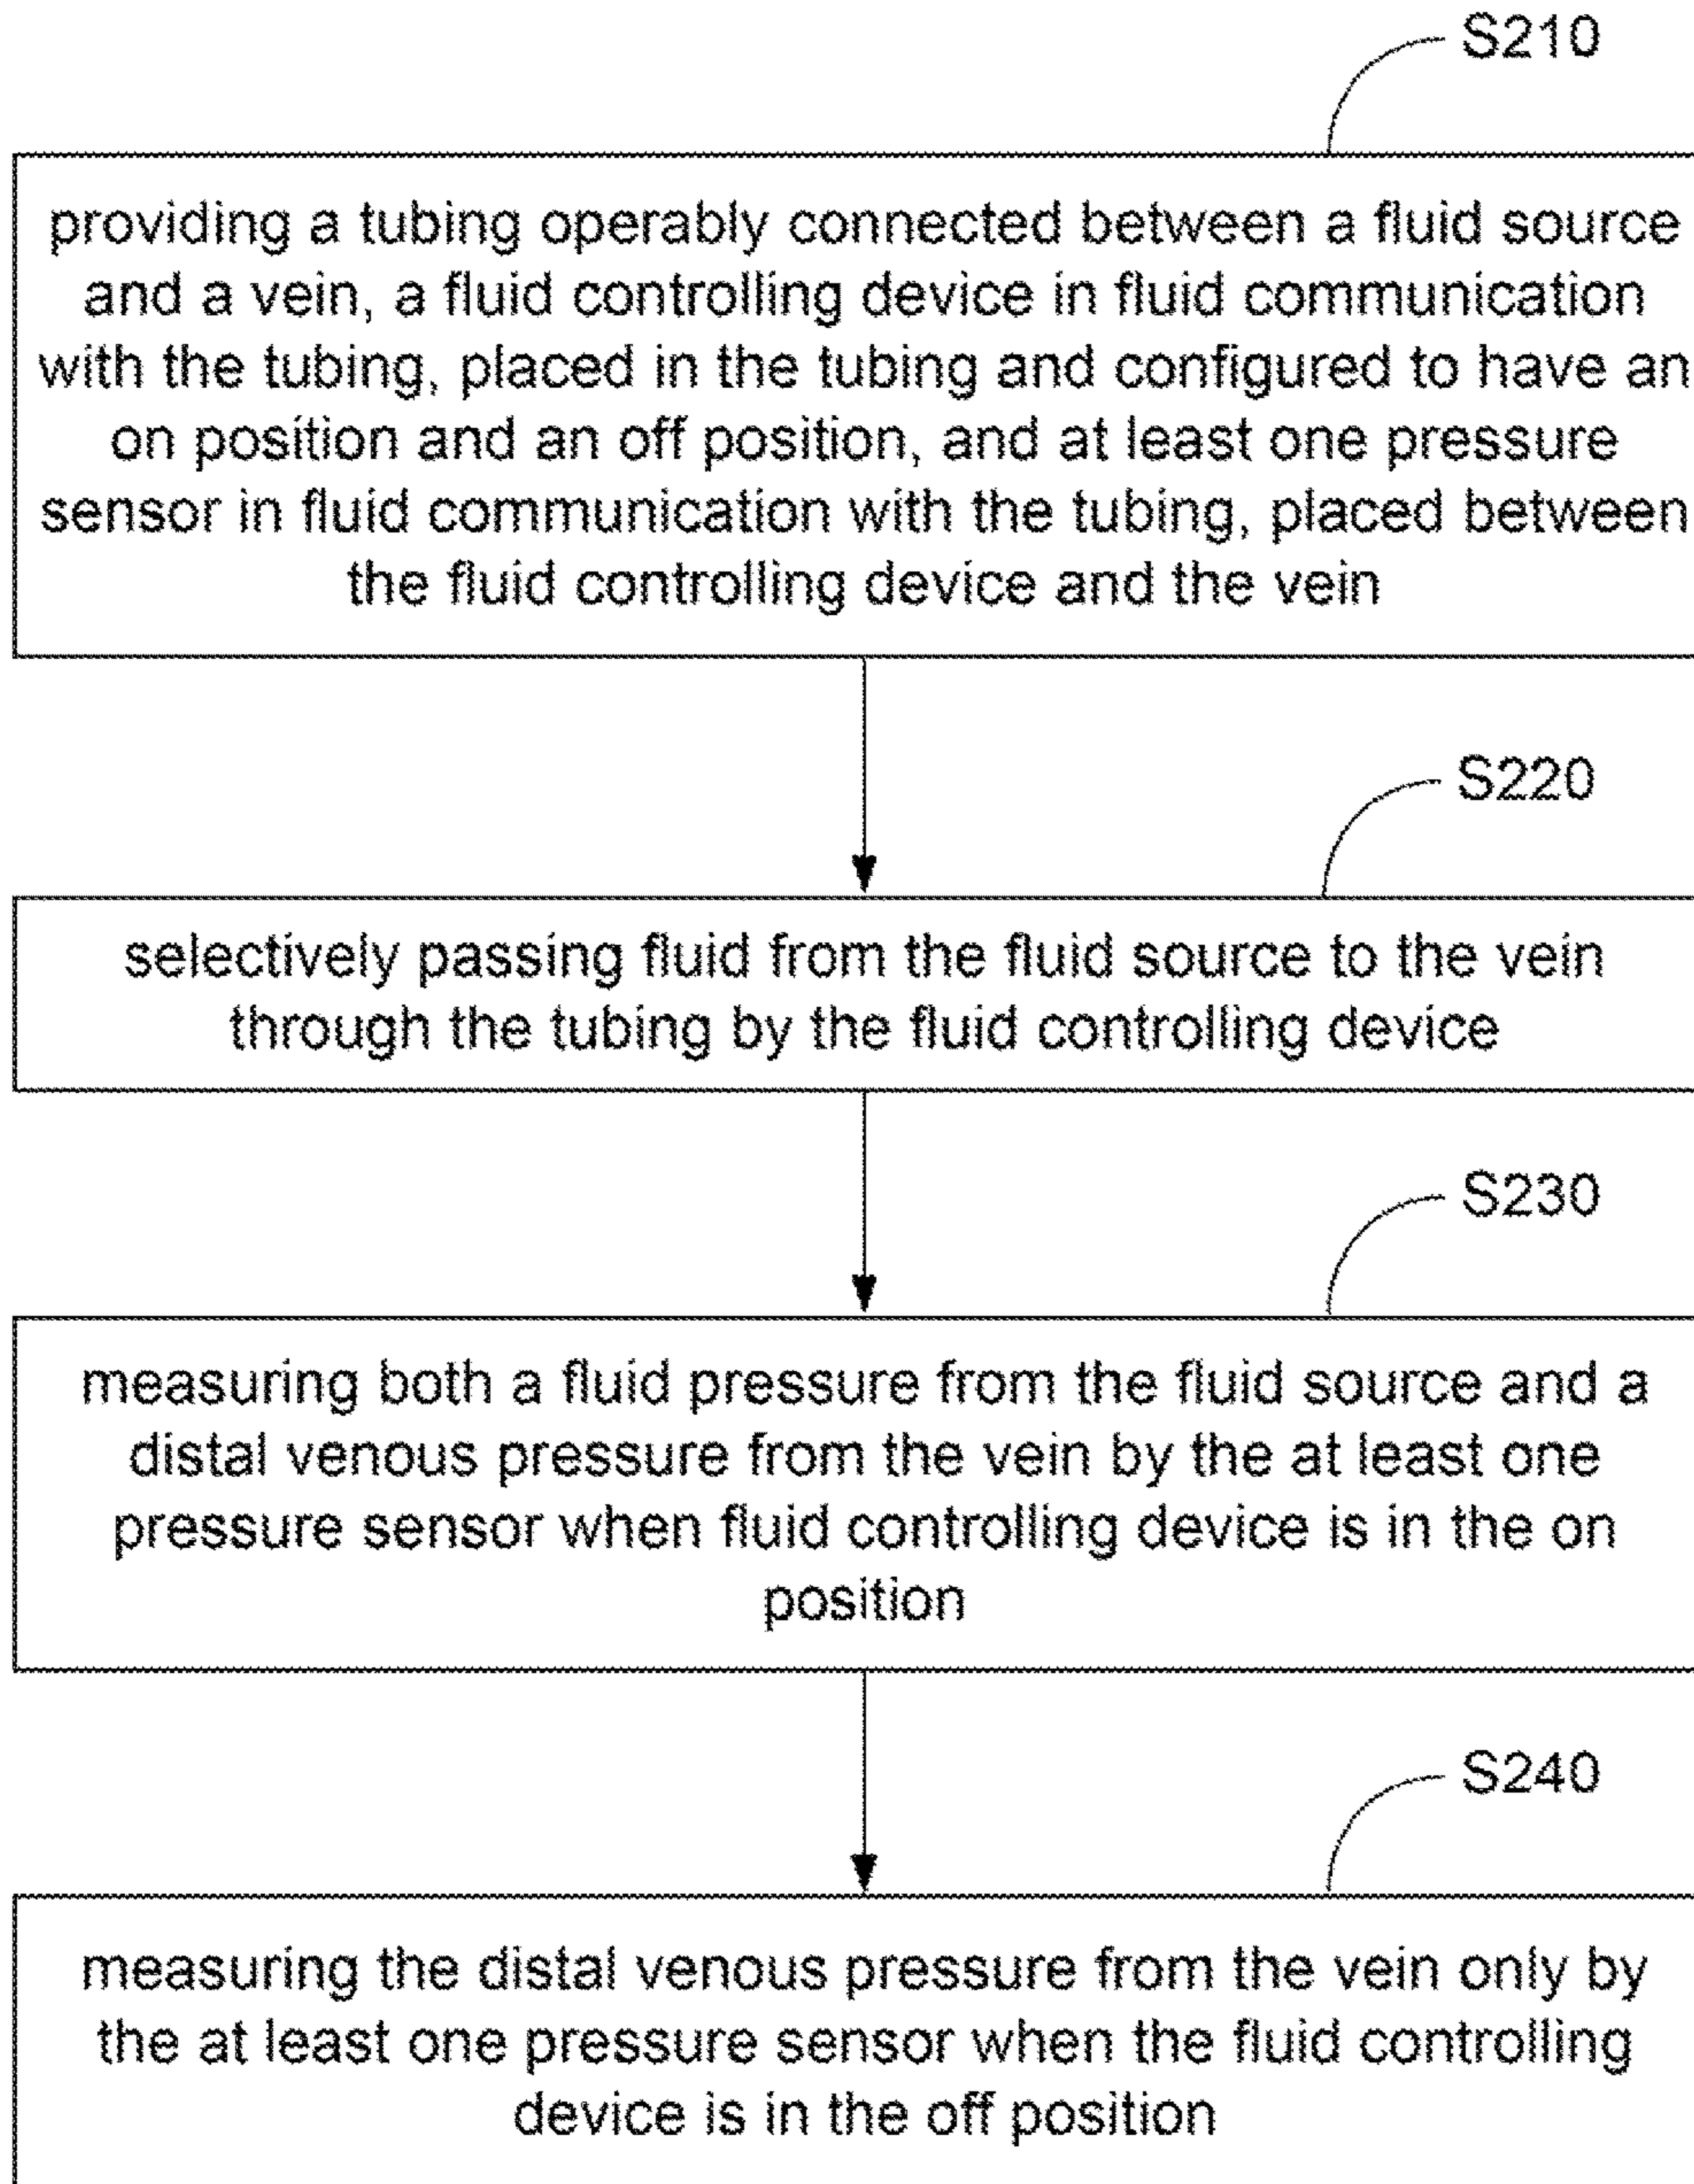 S210
providing a tubing operably connected between a fluid source
and a vein, a fluid controlling device in fluid communication
with the tubing, placed in the tubing and configured to have an
on position and an off position, and at least one pressure
sensor in fluid communication with the tubing, placed between
the fluid controlling device and the vein
S220
selectively passing fluid from the fluid source to the vein
through the tubing by the fluid controlling device
S230
measuring both a fluid pressure from the fluid source and a
distal venous pressure from the vein by the at least one
pressure sensor when fluid controlling device is in the on
position
S240
measuring the distal venous pressure from the vein only by
the at least one pressure sensor when the fluid controlling
device is in the off position